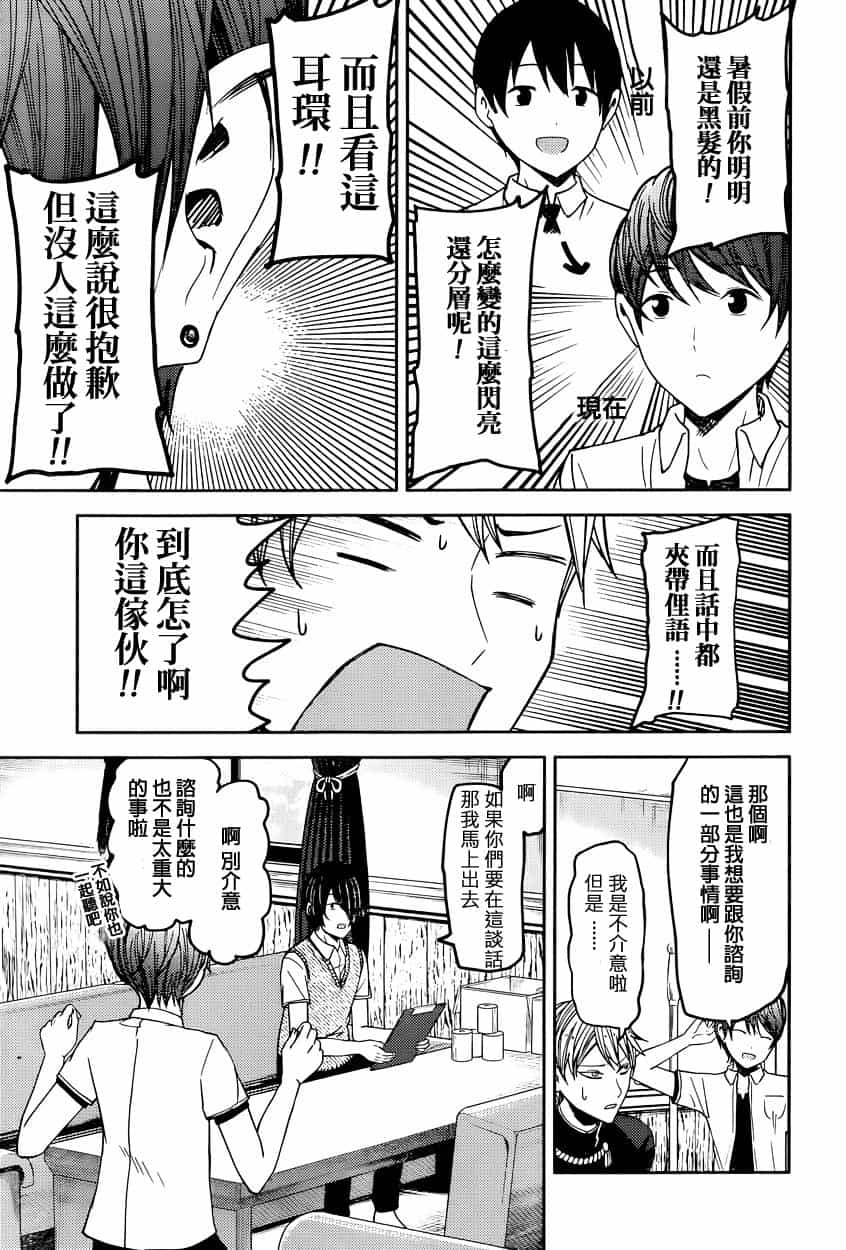 暑假前你明明
還是黑髮的！
以前
怎麼變的這麼閃亮
還分層呢！
現在
而且看這
耳環!!
這麼說很抱歉
但沒人這麼做了!!
而且話中都
夾帶俚語
……!!
到底怎了啊
你這傢伙!!
那個啊
這也是我想要跟你諮詢
的一部分事情啊——
我是不介意啦
但是……
啊
如果你們要在這談話
那我馬上出去
啊 別介意
諮詢什麼的
也不是太重大
的事啦
不如說你也
一起聽吧